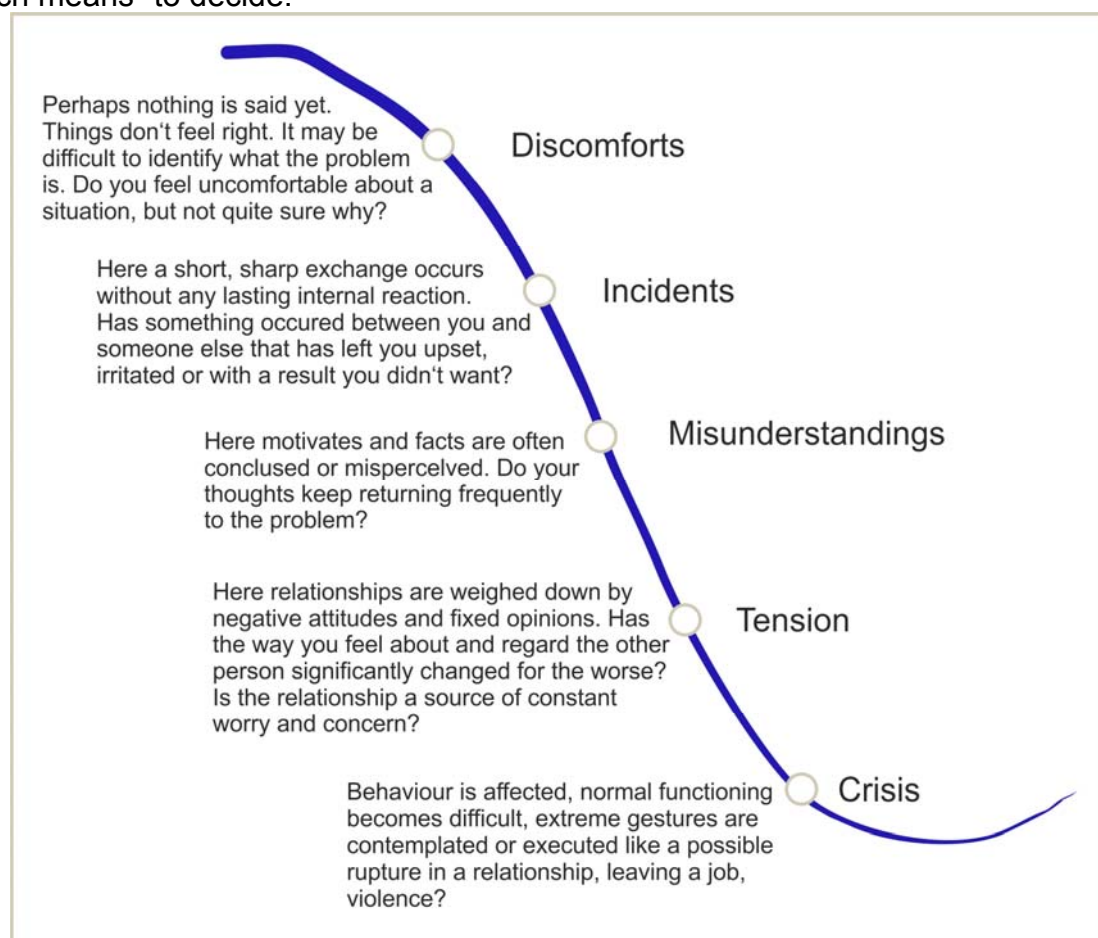 ch means "to decide.
Perhaps nothing is said yet.
Things don‘t feel right. It may be
difficult to identify what the problem
is. Do you feel uncomfortable about a
situation, but not quite sure why?
Discomforts
Here a short, sharp exchange occurs
without any lasting internal reaction.
Has something occured between you and
someone else that has left you upset,
irritated or with a result you didn‘t want?
Incidents
Here motivates and facts are often
conclused or mispercelved. Do your
thoughts keep returning frequently
to the problem?
Misunderstandings
Here relationships are weighed down by
negative attitudes and fixed opinions. Has
the way you feel about and regard the other
person significantly changed for the worse?
Is the relationship a source of constant
worry and concern?
Tension
Behaviour is affected, normal functioning
becomes difficult, extreme gestures are
contemplated or executed like a possible
rupture in a relationship, leaving a job,
violence?
Crisis